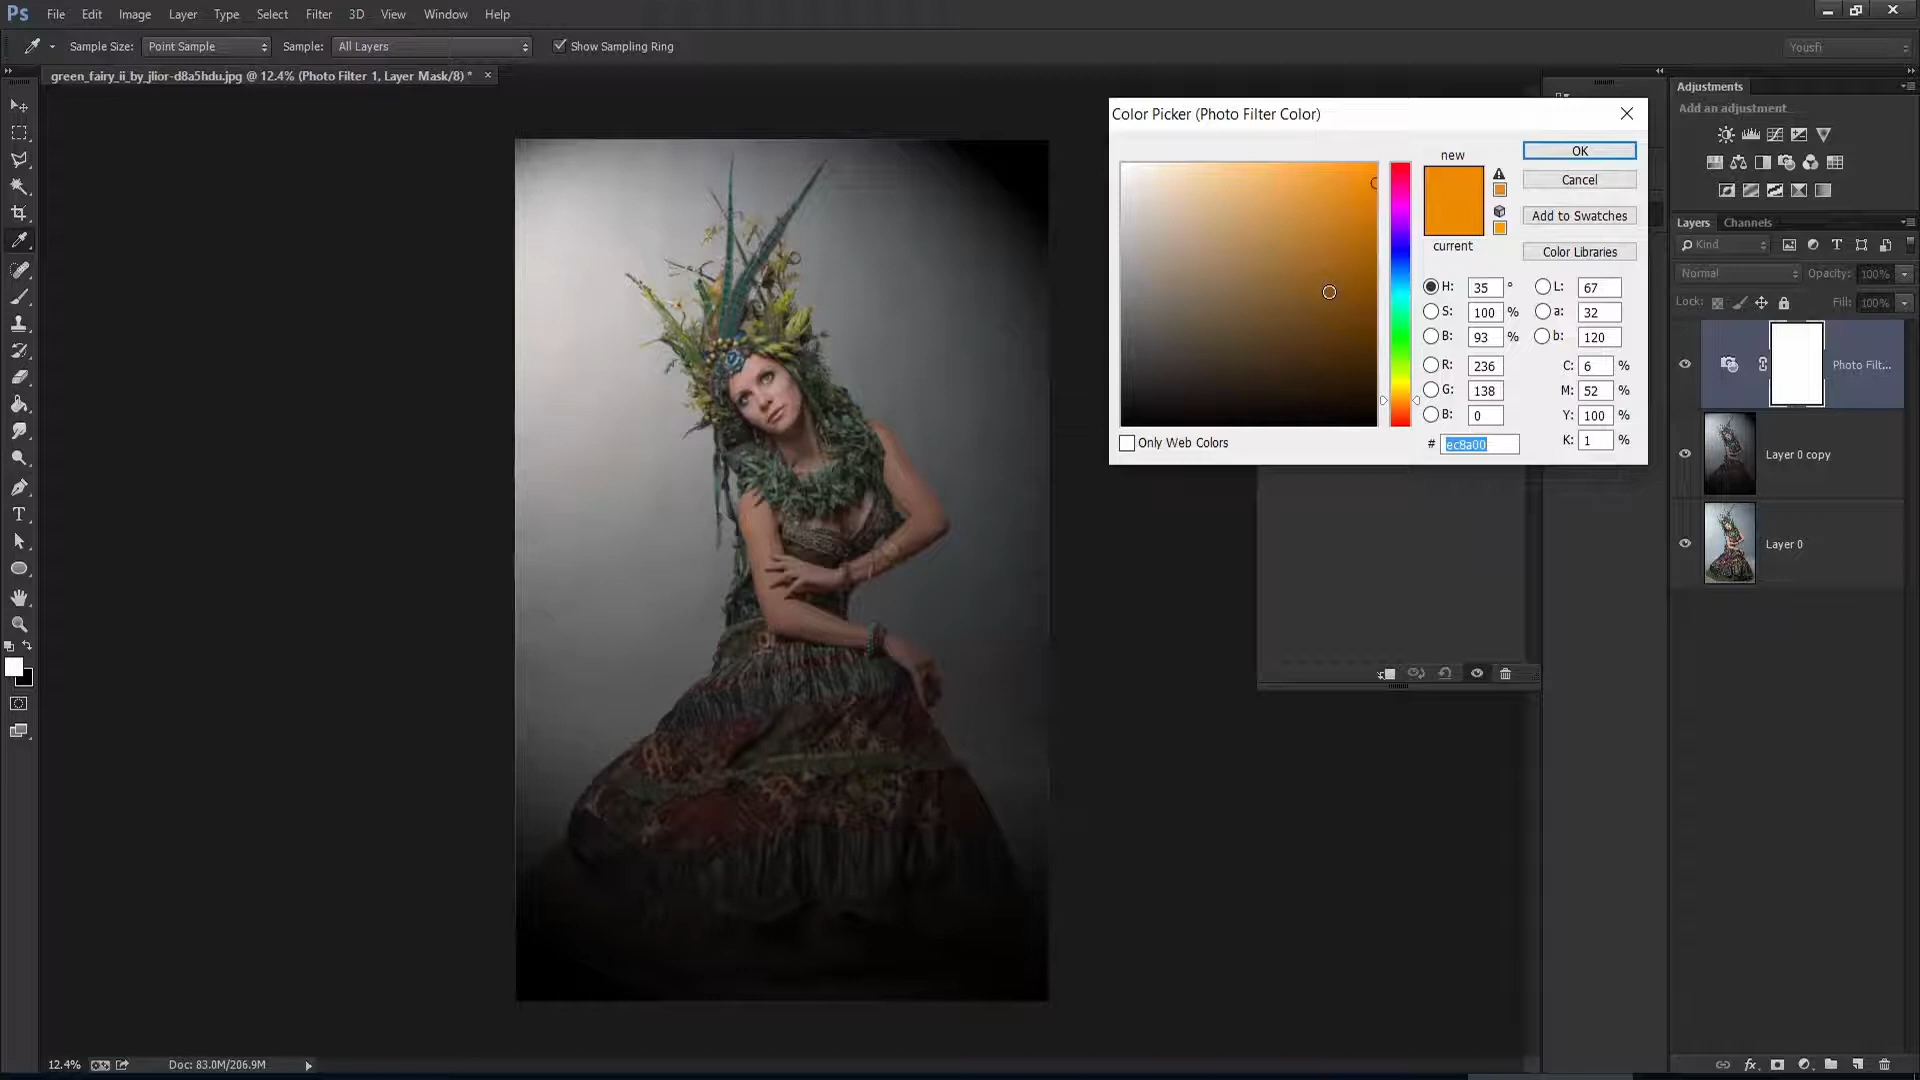 Ps File Edit Image Layer Type Select Filter 3D View Window Help
Sample Size: Point Sample Sample: All Layers Show Sampling Ring Yousfi
green_fairy_ii_by_jlior-d8a5hdu.jpg @ 12.4% (Photo Filter 1, Layer Mask/8) * ×
Color Picker (Photo Filter Color)
new
current
OK
Cancel
Add to Swatches
Color Libraries
H: 35 ° L: 67
S: 100 % a: 32
B: 93 % b: 120
R: 236 C: 6 %
G: 138 M: 52 %
B: 0 Y: 100 %
# ec8a00 K: 1 %
Only Web Colors
Adjustments
Add an adjustment
Layers Channels
Kind
Normal Opacity: 100%
Lock: Fill: 100%
Photo Filt...
Layer 0 copy
Layer 0
T
12.4% Doc: 83.0M/206.9M